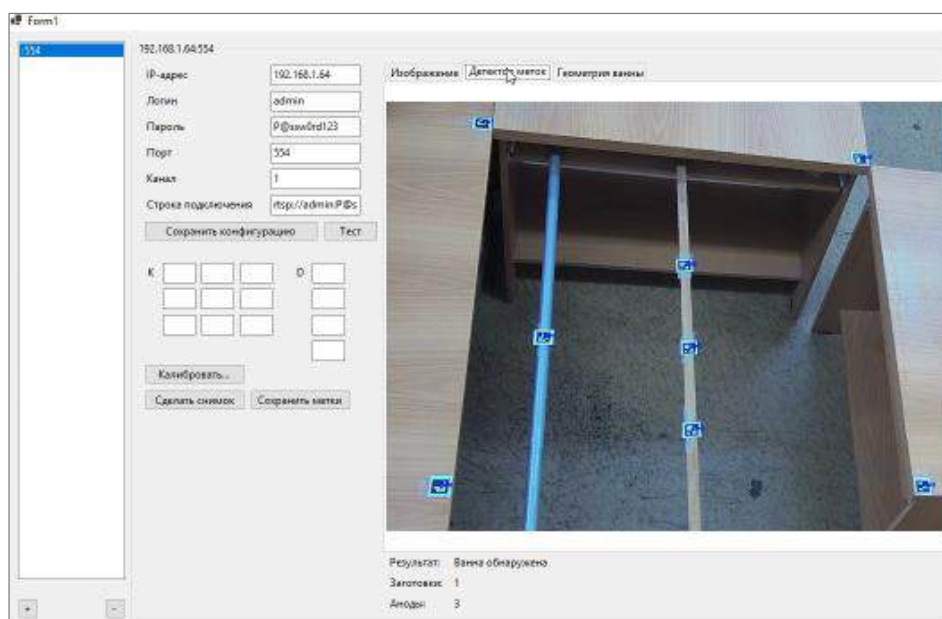 Form1
554
192.168.1.64:554
IP-адрес 192.168.1.64
Логин admin
Пароль P@ssw0rd123
Порт 554
Канал 1
Строка подключения rtsp://admin:P@s
Сохранить конфигурацию Тест
K D
Калибровать...
Сделать снимок Сохранить метки
Изображение Детектор меток Геометрия ванны
Результат: Ванна обнаружена
Заготовки: 1
Аноды: 3
+ -